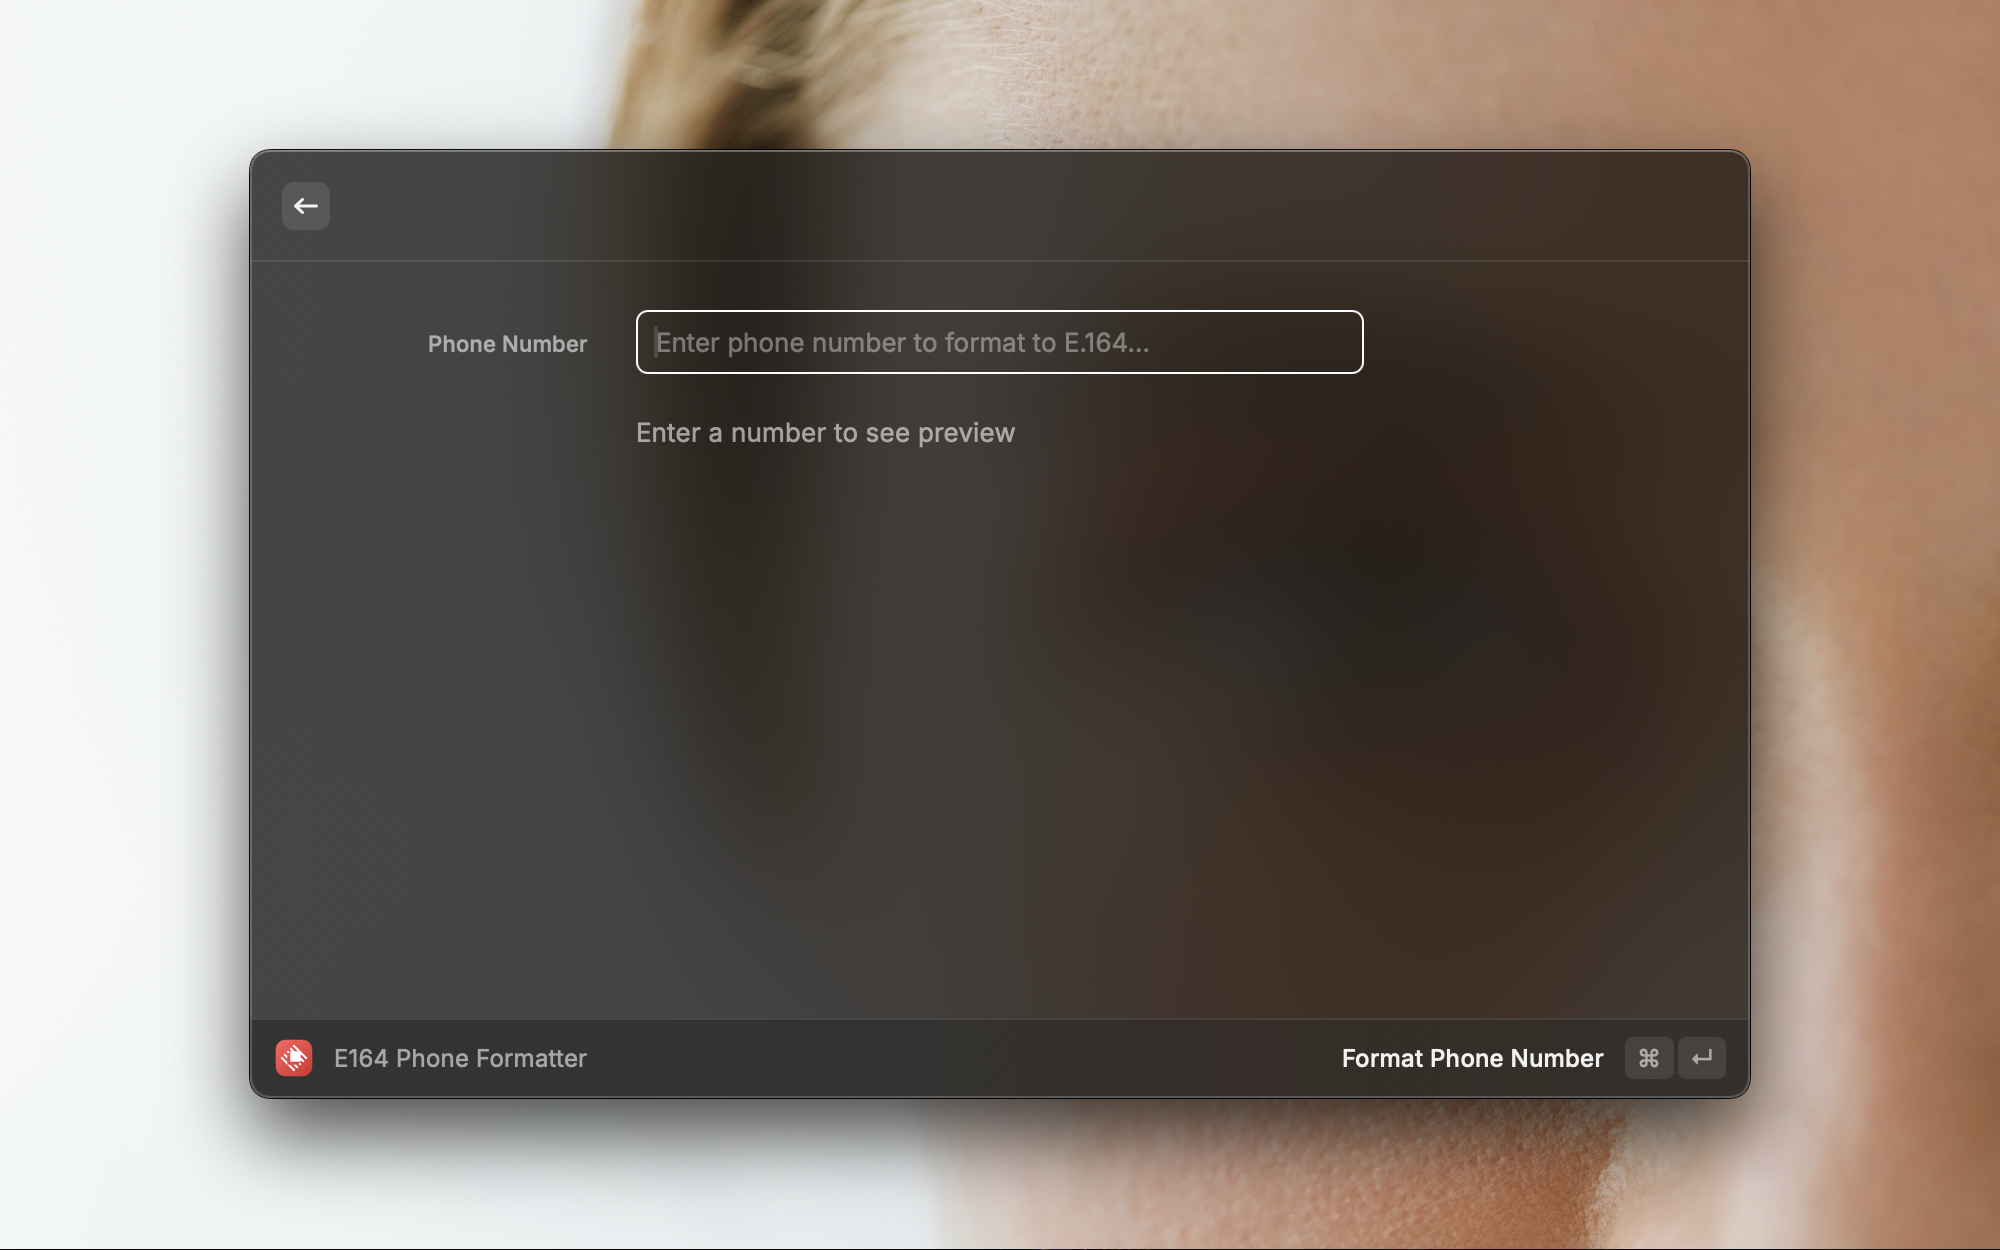 Phone Number
Enter phone number to format to E.164...
Enter a number to see preview
E164 Phone Formatter
Format Phone Number ⌘ ↵